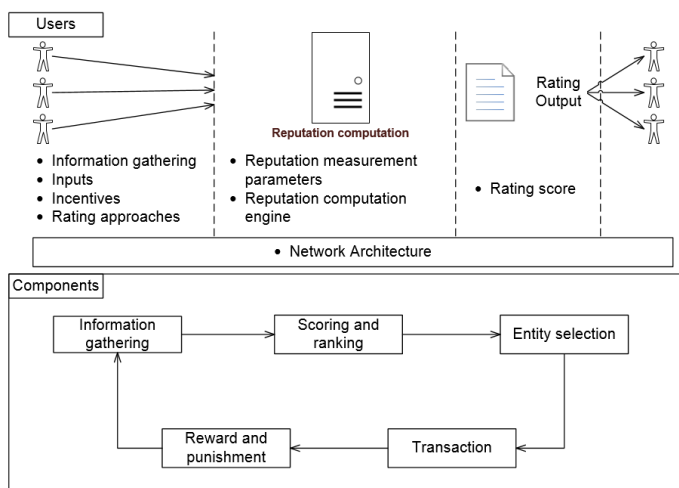 Users
Reputation computation
Rating
Output
• Information gathering
• Inputs
• Incentives
• Rating approaches
• Reputation measurement
parameters
• Reputation computation
engine
• Rating score
• Network Architecture
Components
Information
gathering
Scoring and
ranking
Entity selection
Reward and
punishment
Transaction